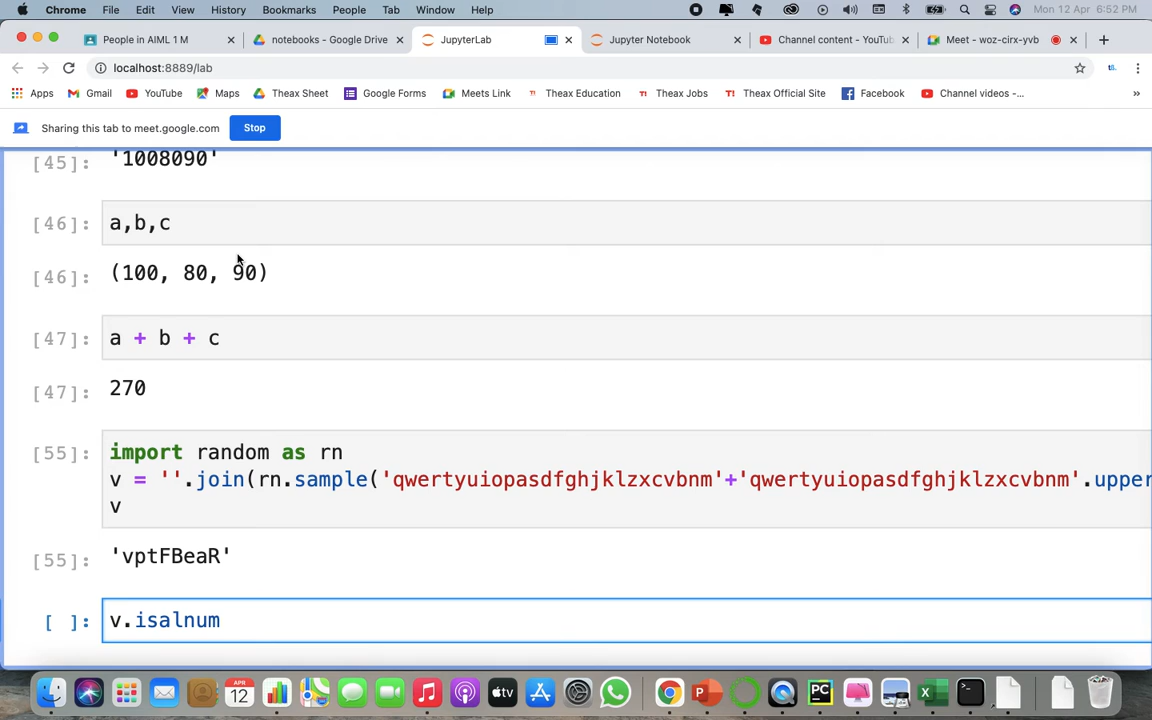 Chrome File Edit View History Bookmarks People Tab Window Help Mon 12 Apr 6:52 PM
People in AIML 1 M notebooks - Google Drive JupyterLab Jupyter Notebook Channel content - YouTub Meet - woz-cirx-yvb
localhost:8889/lab
Apps Gmail YouTube Maps Theax Sheet Google Forms Meets Link Theax Education Theax Jobs Theax Official Site Facebook Channel videos -...
Sharing this tab to meet.google.com Stop
[45]: '1008090'
[46]: a,b,c
[46]: (100, 80, 90)
[47]: a + b + c
[47]: 270
[55]: import random as rn
v = ''.join(rn.sample('qwertyuiopasdfghjklzxcvbnm'+'qwertyuiopasdfghjklzxcvbnm'.upper
v
[55]: 'vptFBeaR'
[ ]: v.isalnum